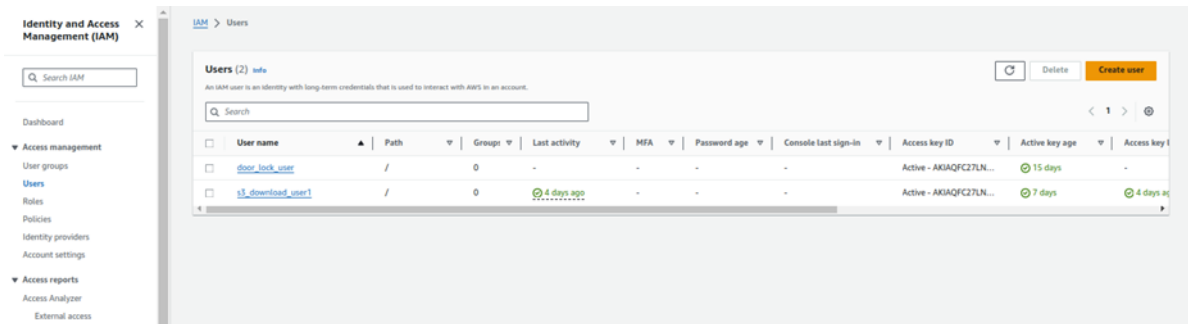 Identity and Access Management (IAM)
Search IAM
Dashboard
Access management
User groups
Users
Roles
Policies
Identity providers
Account settings
Access reports
Access Analyzer
External access
IAM > Users
Users (2) Info
Delete
Create user
An IAM user is an identity with long-term credentials that is used to interact with AWS in an account.
Search
1
User name Path Group: Last activity MFA Password age Console last sign-in Access key ID Active key age Access key l
door_lock_user / 0 - - - - Active - AKIAQFC27LN... 15 days -
s3_download_user1 / 0 4 days ago - - - Active - AKIAQFC27LN... 7 days 4 days ag